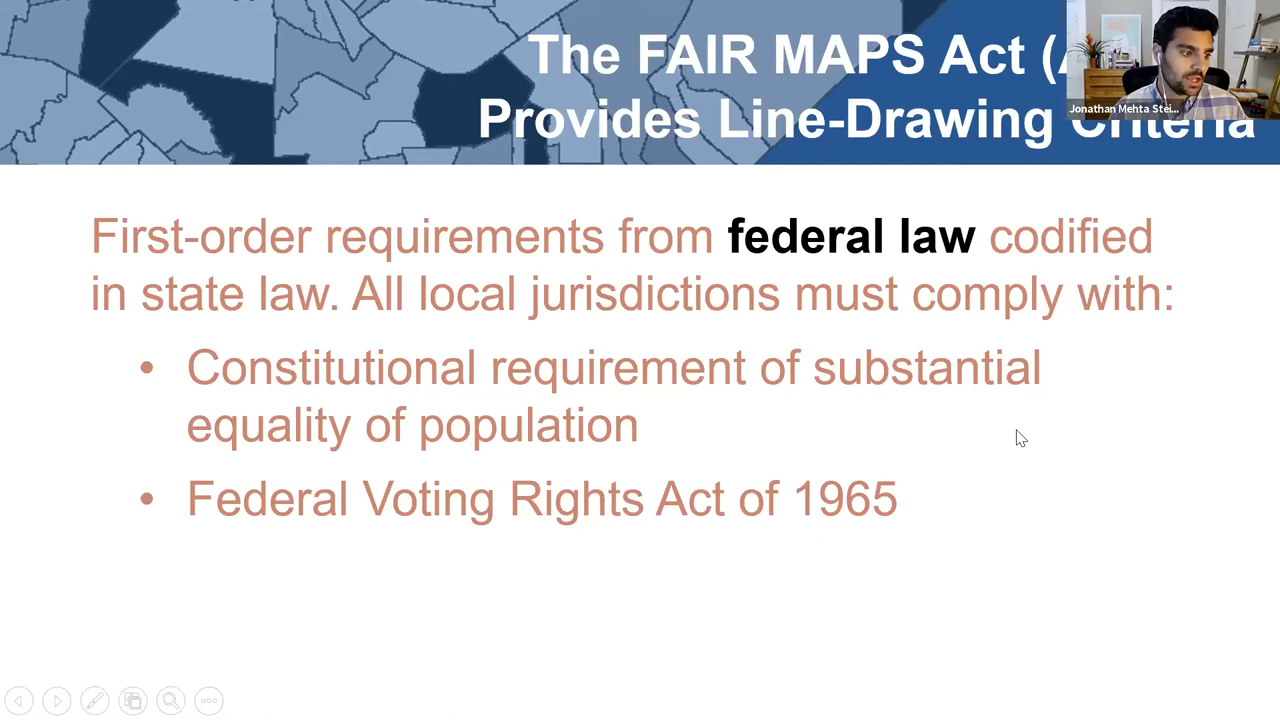 The FAIR MAPS Act (
Provides Line-Drawing Criteria
Jonathan Mehta Stei...
First-order requirements from federal law codified
in state law. All local jurisdictions must comply with:
• Constitutional requirement of substantial
equality of population
• Federal Voting Rights Act of 1965